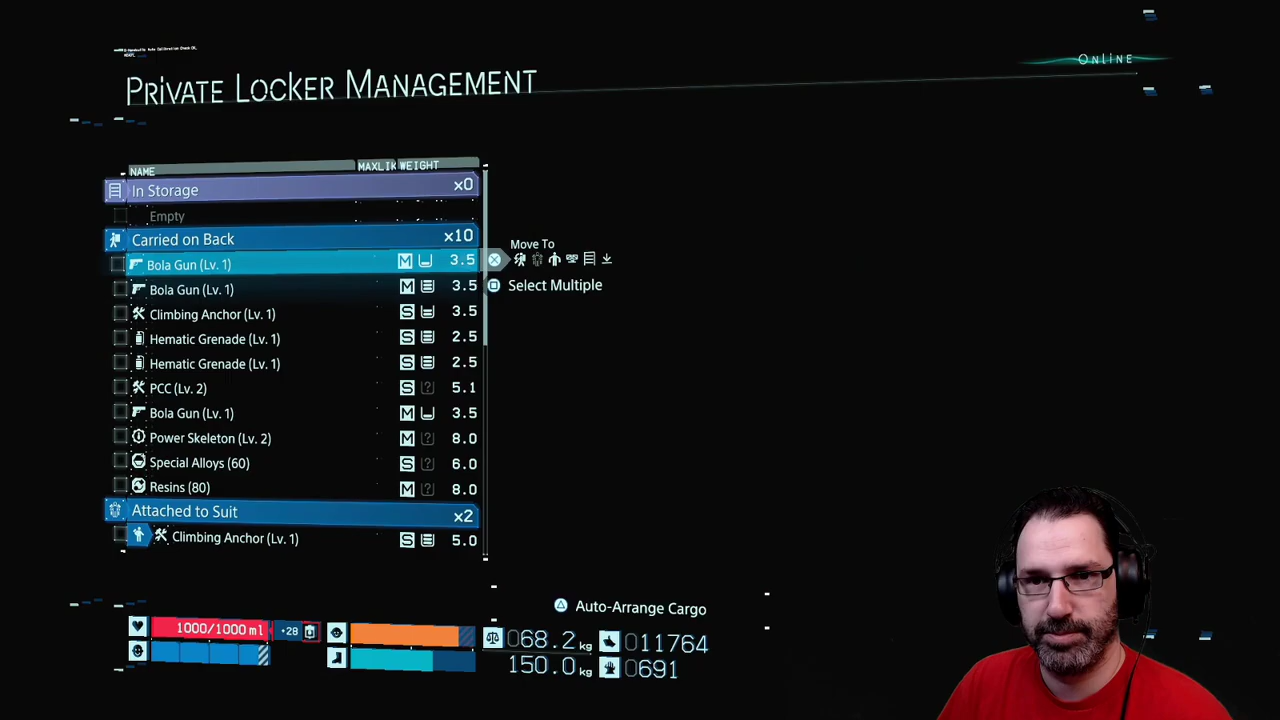 Online
Private Locker Management
NAME MAXLIK WEIGHT
In Storage x0
Empty
Carried on Back x10
Bola Gun (Lv. 1) M 3.5
Move To
Bola Gun (Lv. 1) M 3.5
Select Multiple
Climbing Anchor (Lv. 1) S 3.5
Hematic Grenade (Lv. 1) S 2.5
Hematic Grenade (Lv. 1) S 2.5
PCC (Lv. 2) S [?] 5.1
Bola Gun (Lv. 1) M 3.5
Power Skeleton (Lv. 2) M [?] 8.0
Special Alloys (60) S [?] 6.0
Resins (80) M [?] 8.0
Attached to Suit x2
Climbing Anchor (Lv. 1) S 5.0
Auto-Arrange Cargo
1000/1000 ml +28
068.2 kg 011764
150.0 kg 0691